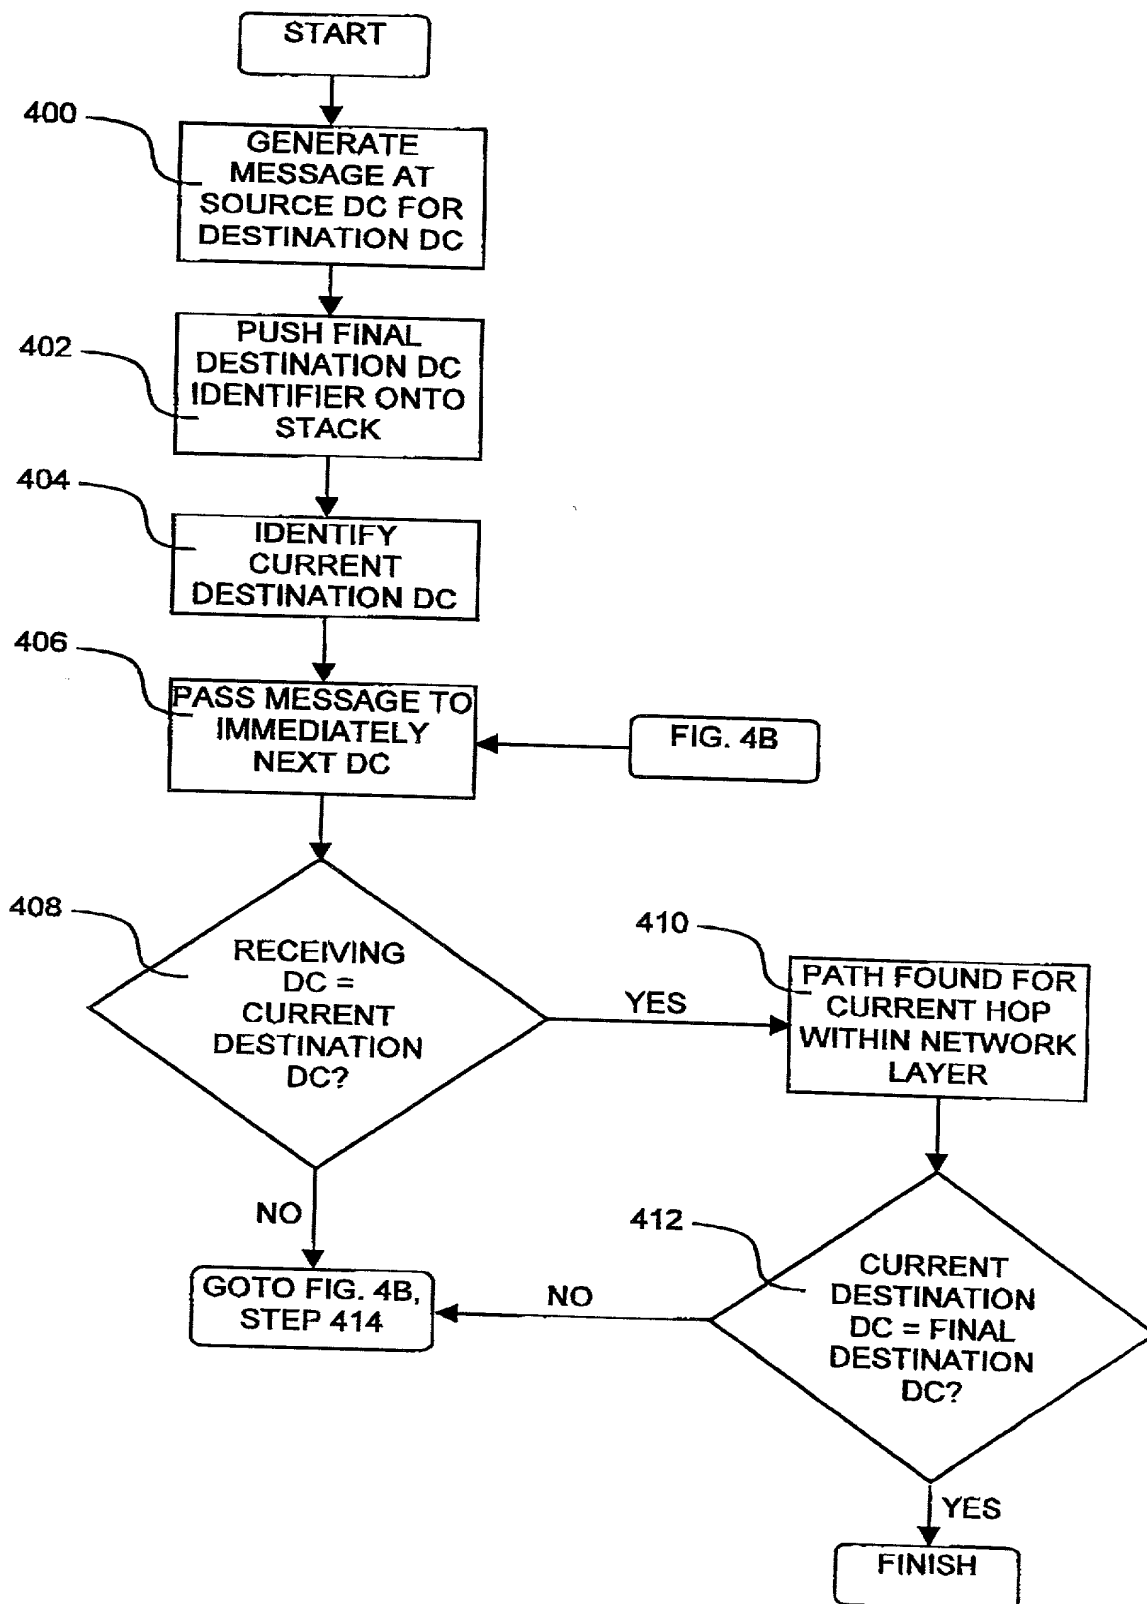 START
400
GENERATE
MESSAGE AT
SOURCE DC FOR
DESTINATION DC
402
PUSH FINAL
DESTINATION DC
IDENTIFIER ONTO
STACK
404
IDENTIFY
CURRENT
DESTINATION DC
406
PASS MESSAGE TO
IMMEDIATELY
NEXT DC
FIG. 4B
408
RECEIVING
DC =
CURRENT
DESTINATION
DC?
YES
410
PATH FOUND FOR
CURRENT HOP
WITHIN NETWORK
LAYER
NO
412
CURRENT
DESTINATION
DC = FINAL
DESTINATION
DC?
NO
GOTO FIG. 4B,
STEP 414
YES
FINISH